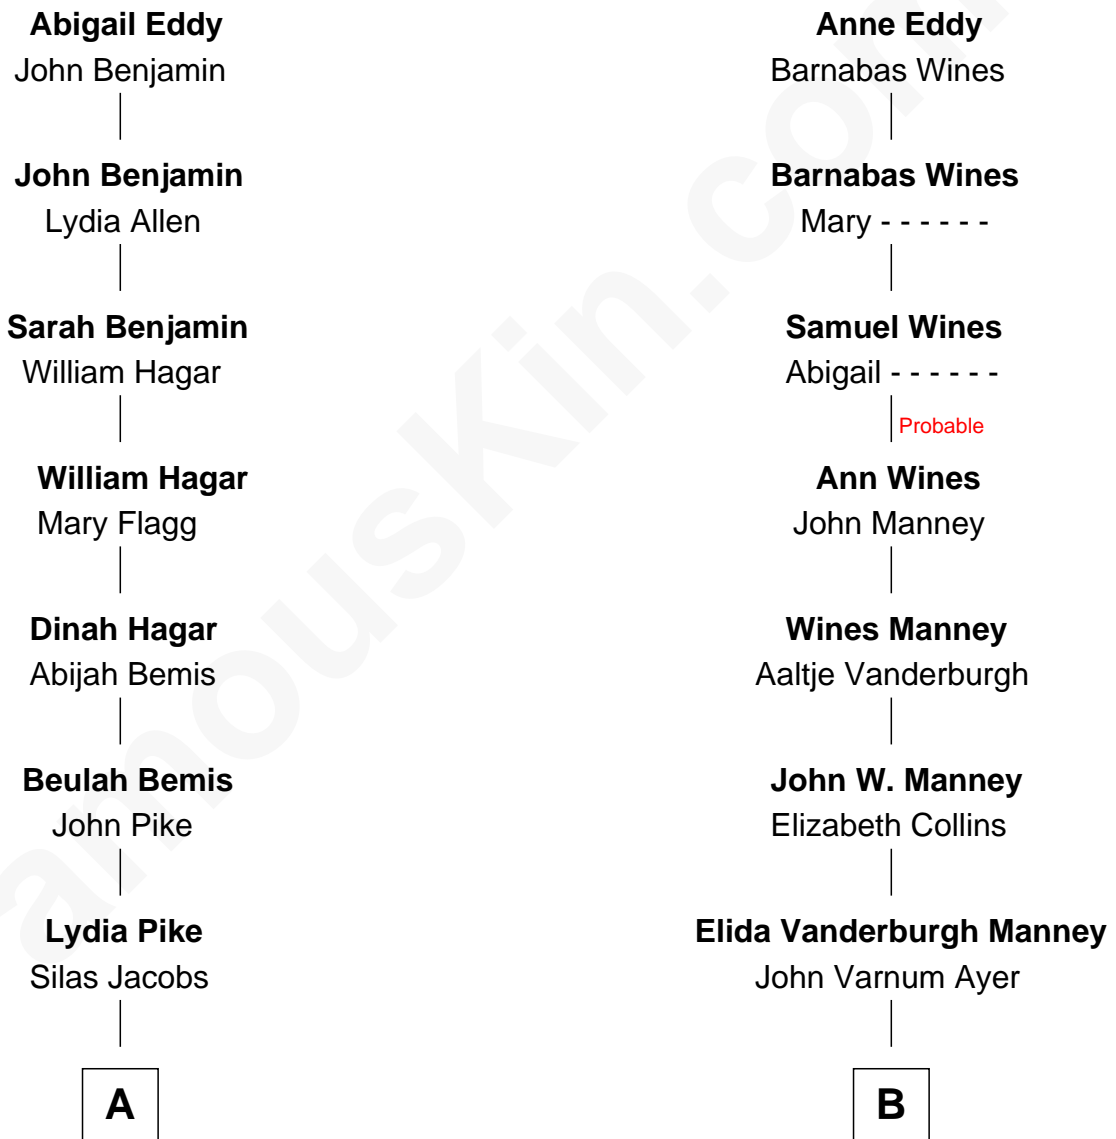 Abigail Eddy
John Benjamin
John Benjamin
Lydia Allen
Sarah Benjamin
William Hagar
William Hagar
Mary Flagg
Dinah Hagar
Abijah Bemis
Beulah Bemis
John Pike
Lydia Pike
Silas Jacobs
A
Anne Eddy
Barnabas Wines
Barnabas Wines
Mary - - - - - -
Samuel Wines
Abigail - - - - - -
Probable
Ann Wines
John Manney
Wines Manney
Aaltje Vanderburgh
John W. Manney
Elizabeth Collins
Elida Vanderburgh Manney
John Varnum Ayer
B
amouskin.com